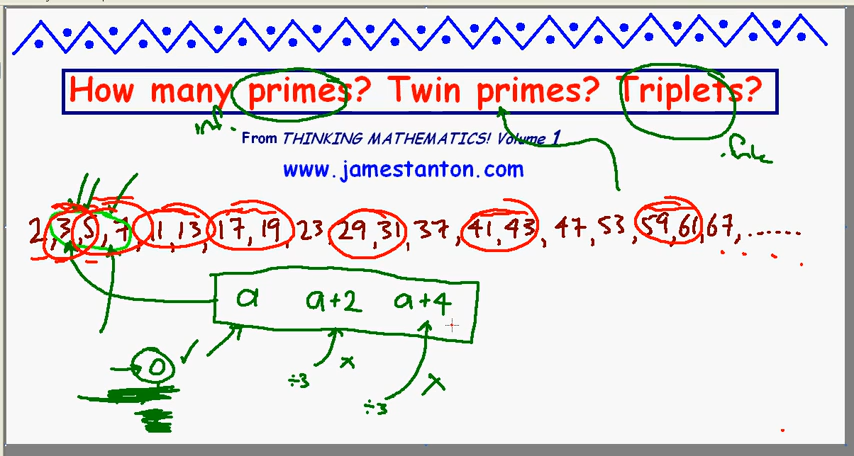 How many primes? Twin primes? Triplets?
inf.
From THINKING MATHEMATICS! Volume 1
www.jamestanton.com
2, 3, 5, 7, 11, 13, 17, 19, 23, 29, 31, 37, 41, 43, 47, 53, 59, 61, 67, .......
a a+2 a+4
0
÷3 ×
÷3 ×